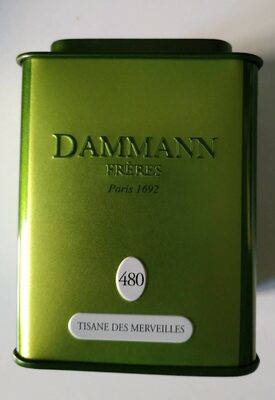 DAMMANN
FRÈRES
Paris 1692
480
TISANE DES MERVEILLES